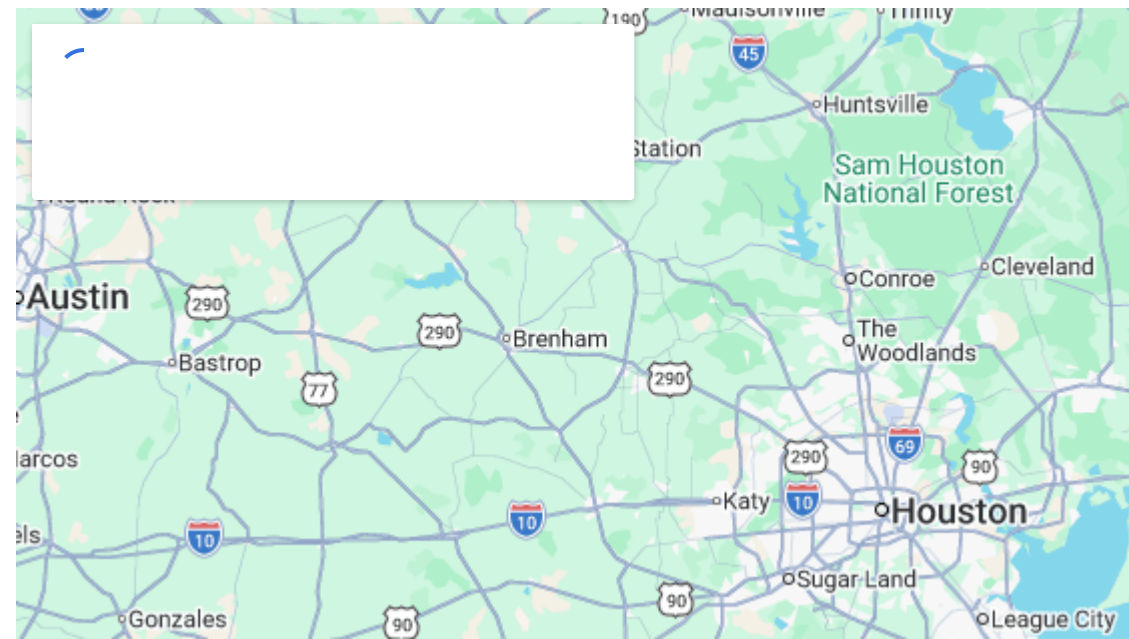 Madisonville
Trinity
190
45
Huntsville
Station
Sam Houston
National Forest
Round Rock
Conroe
Cleveland
Austin
290
290
Brenham
The
Woodlands
Bastrop
77
290
69
290
90
arcos
Katy
10
Houston
10
10
els
Sugar Land
90
Gonzales
90
League City